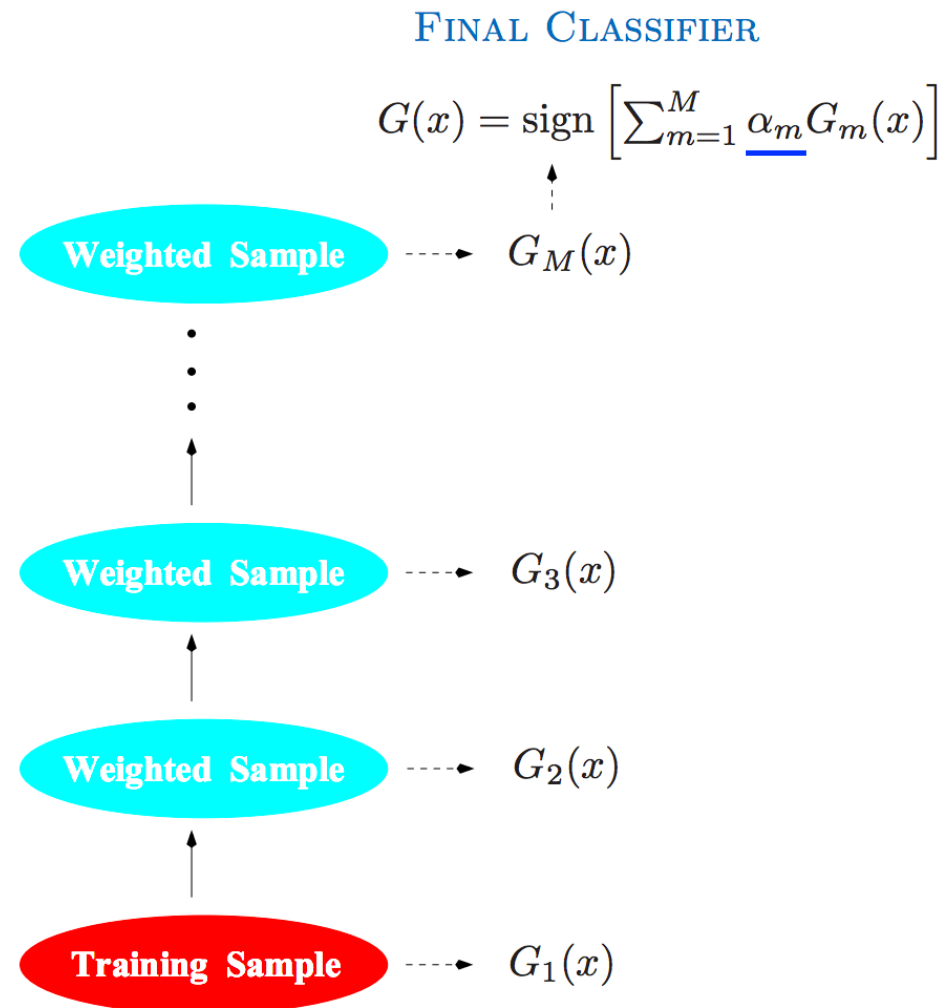 FINAL CLASSIFIER
G(x) = sign [∑_{m=1}^{M} α_m G_m(x)]
Weighted Sample G_M(x)
Weighted Sample G_3(x)
Weighted Sample G_2(x)
Training Sample G_1(x)